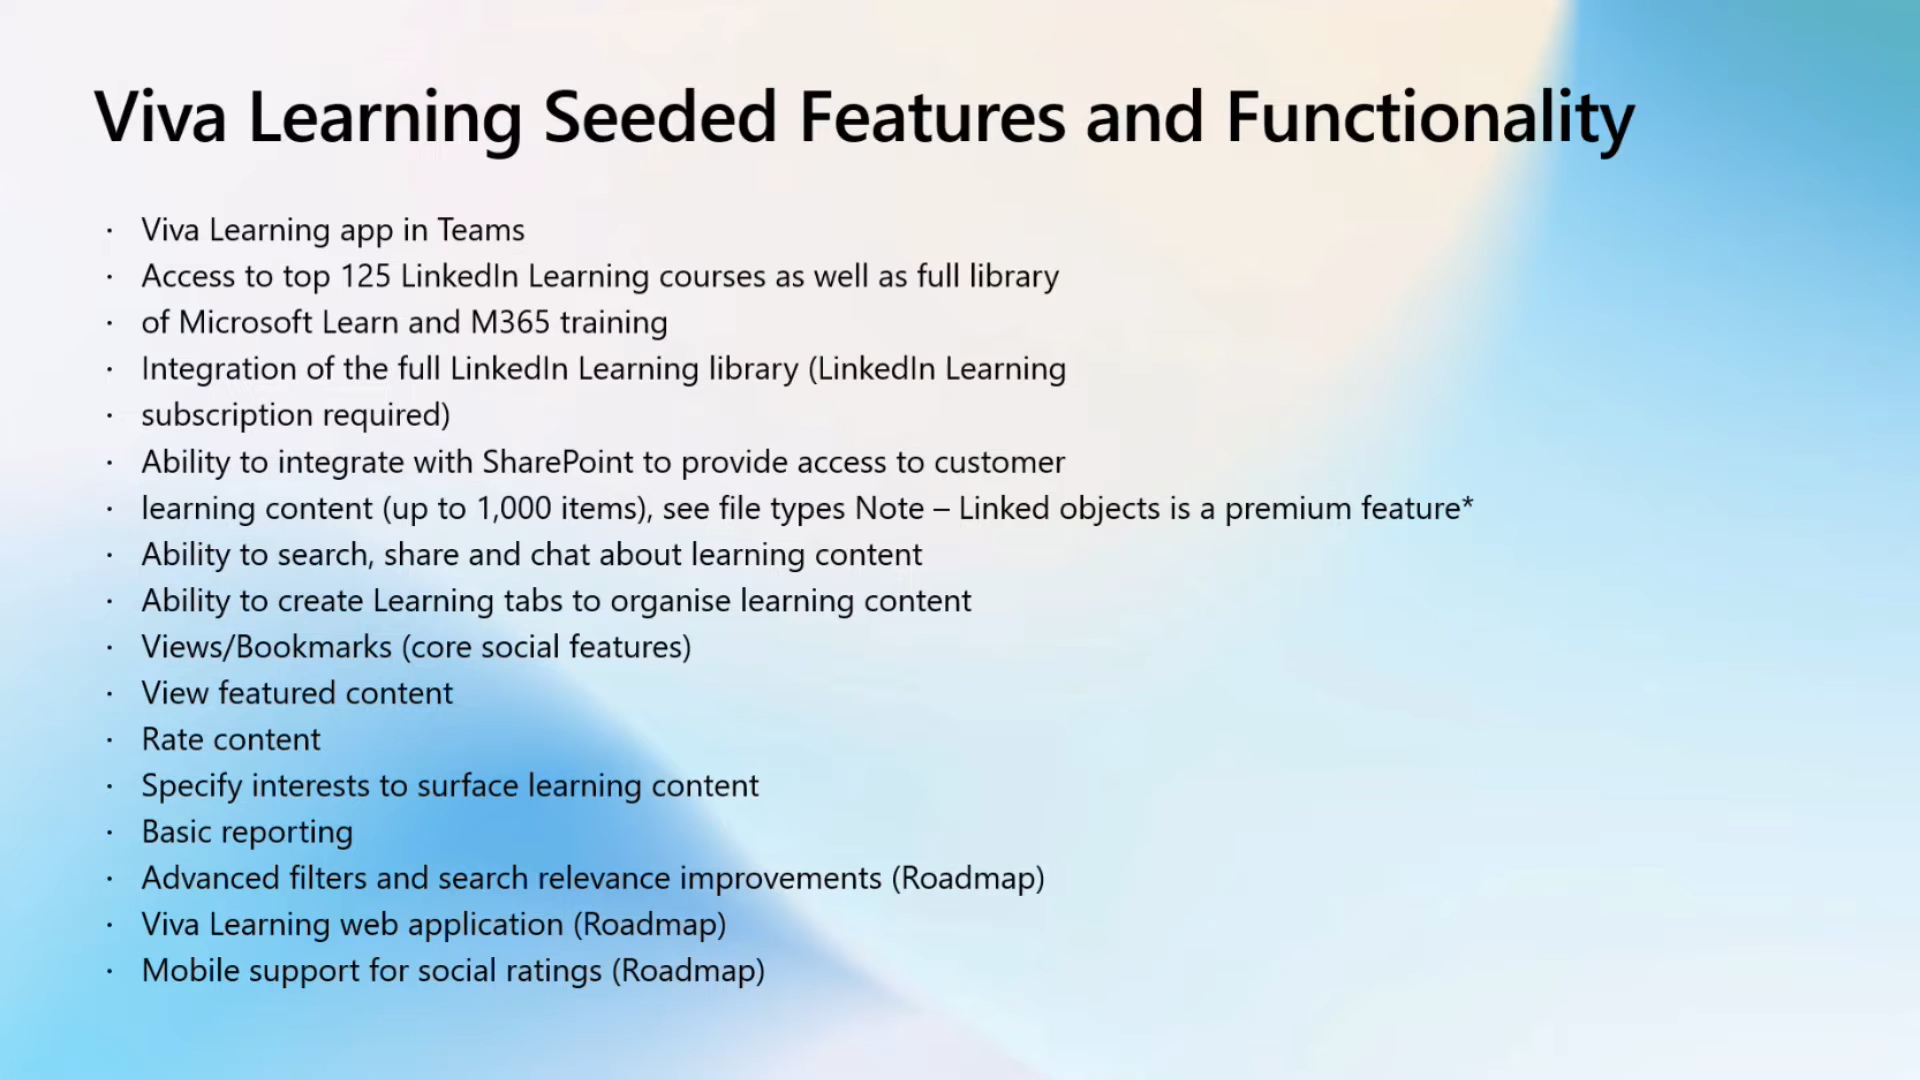 Viva Learning Seeded Features and Functionality
· Viva Learning app in Teams
· Access to top 125 LinkedIn Learning courses as well as full library
· of Microsoft Learn and M365 training
· Integration of the full LinkedIn Learning library (LinkedIn Learning
· subscription required)
· Ability to integrate with SharePoint to provide access to customer
· learning content (up to 1,000 items), see file types Note – Linked objects is a premium feature*
· Ability to search, share and chat about learning content
· Ability to create Learning tabs to organise learning content
· Views/Bookmarks (core social features)
· View featured content
· Rate content
· Specify interests to surface learning content
· Basic reporting
· Advanced filters and search relevance improvements (Roadmap)
· Viva Learning web application (Roadmap)
· Mobile support for social ratings (Roadmap)